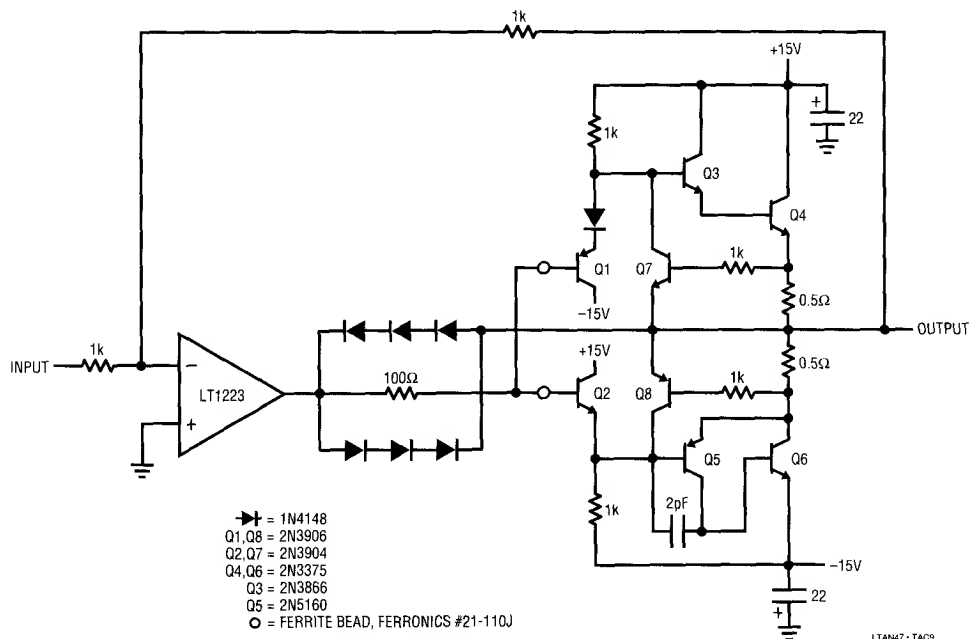 1k
+15V
+
22
1k
Q3
Q4
Q1
Q7
1k
0.5Ω
-15V
OUTPUT
INPUT
1k
-
+
LT1223
100Ω
+15V
Q2
Q8
1k
0.5Ω
Q5
Q6
1k
2pF
-15V
22
+
= 1N4148
Q1,Q8 = 2N3906
Q2,Q7 = 2N3904
Q4,Q6 = 2N3375
Q3 = 2N3866
Q5 = 2N5160
= FERRITE BEAD, FERRONICS #21-110J
LTAN47 • TAC9